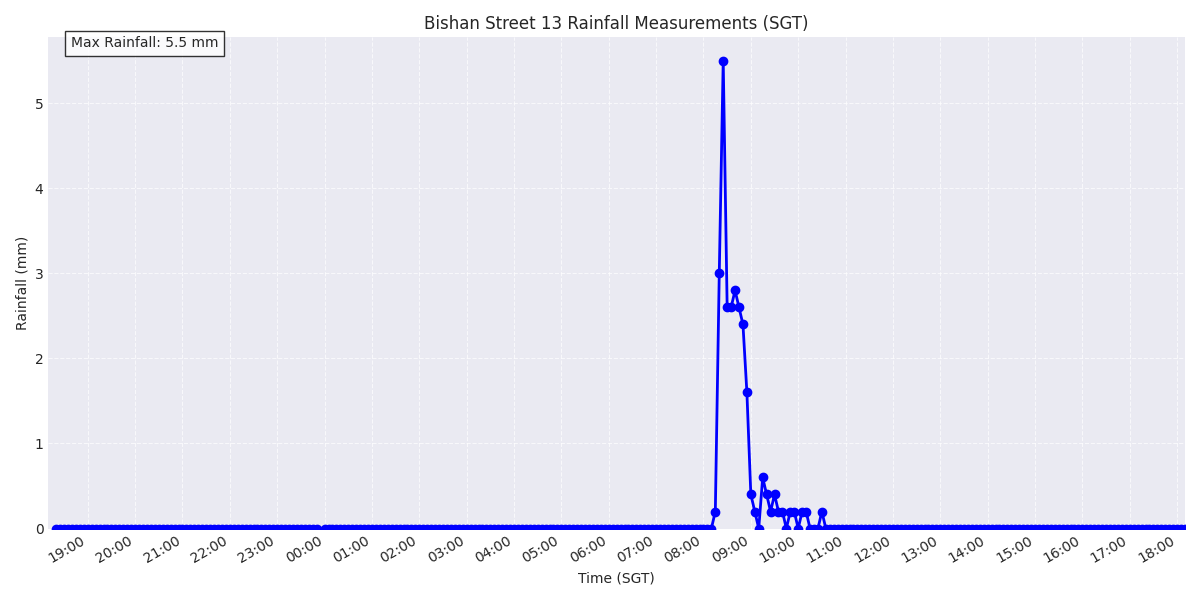 Bishan Street 13 Rainfall Measurements (SGT)
Max Rainfall: 5.5 mm
Rainfall (mm)
5
4
3
2
1
0
19:00 20:00 21:00 22:00 23:00 00:00 01:00 02:00 03:00 04:00 05:00 06:00 07:00 08:00 09:00 10:00 11:00 12:00 13:00 14:00 15:00 16:00 17:00 18:00
Time (SGT)